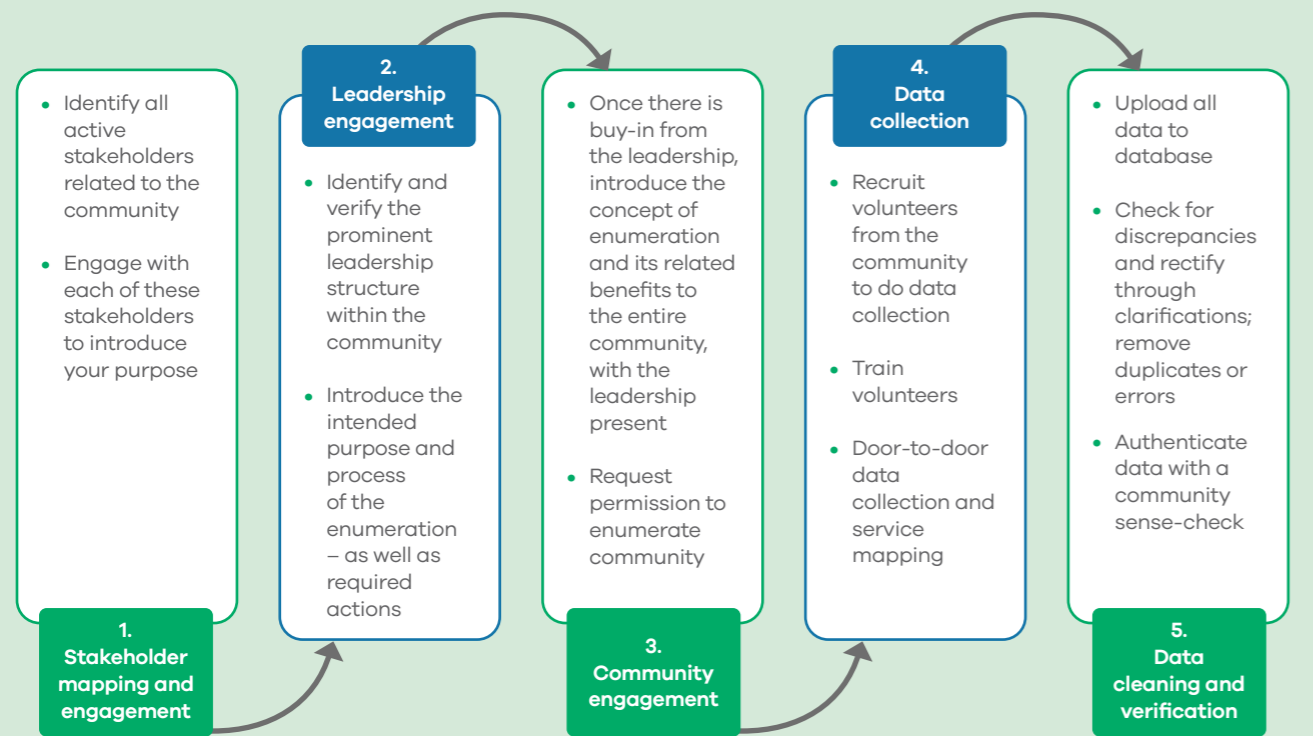 • Identify all
active
stakeholders
related to the
community
• Engage with
each of these
stakeholders
to introduce
your purpose
1.
Stakeholder
mapping and
engagement
2.
Leadership
engagement
• Identify and
verify the
prominent
leadership
structure
within the
community
• Introduce the
intended
purpose and
process
of the
enumeration
– as well as
required
actions
• Once there is
buy-in from
the leadership,
introduce the
concept of
enumeration
and its related
benefits to
the entire
community,
with the
leadership
present
• Request
permission to
enumerate
community
3.
Community
engagement
4.
Data
collection
• Recruit
volunteers
from the
community
to do data
collection
• Train
volunteers
• Door-to-door
data
collection and
service
mapping
• Upload all
data to
database
• Check for
discrepancies
and rectify
through
clarifications;
remove
duplicates or
errors
• Authenticate
data with a
community
sense-check
5.
Data
cleaning and
verification